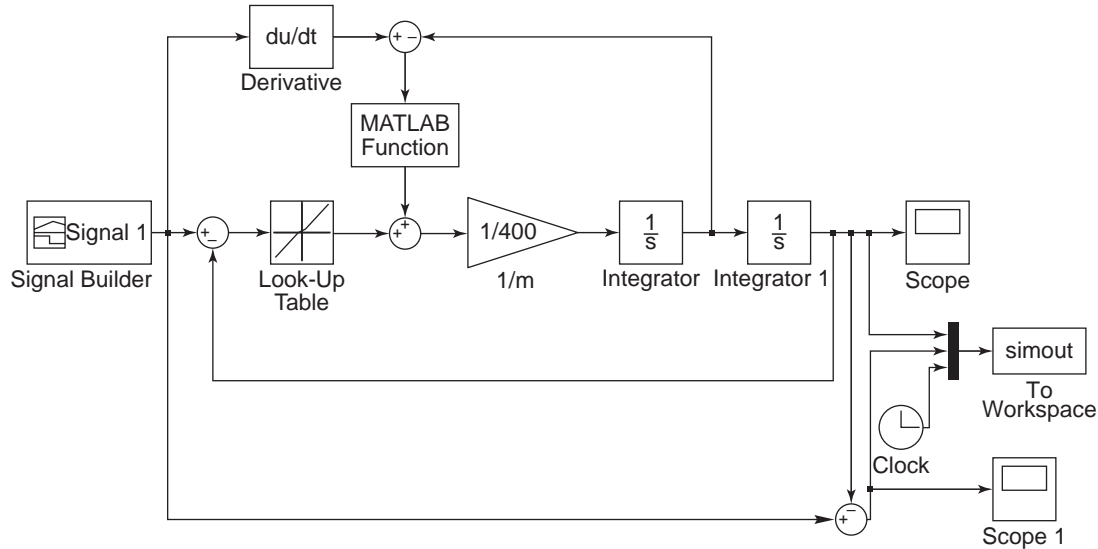 du/dt
+ −
Derivative
MATLAB
Function
Signal 1
Signal Builder
+
−
Look-Up
Table
+
+
1/400
1/m
1
s
Integrator
1
s
Integrator 1
Scope
simout
To
Workspace
Clock
−
+
Scope 1